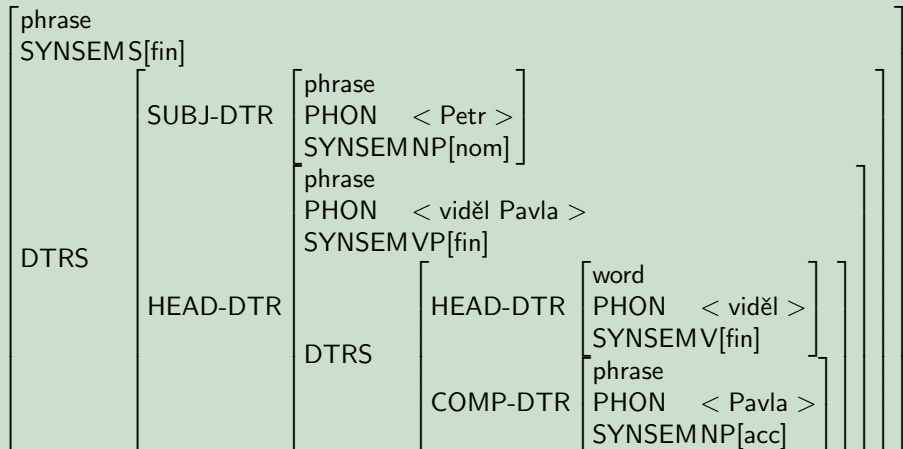 phrase
SYNSEM S[fin]
phrase
SUBJ-DTR PHON < Petr >
SYNSEM NP[nom]
phrase
PHON < viděl Pavla >
SYNSEM VP[fin]
DTRS
word
HEAD-DTR HEAD-DTR PHON < viděl >
SYNSEM V[fin]
DTRS
phrase
COMP-DTR PHON < Pavla >
SYNSEM NP[acc]